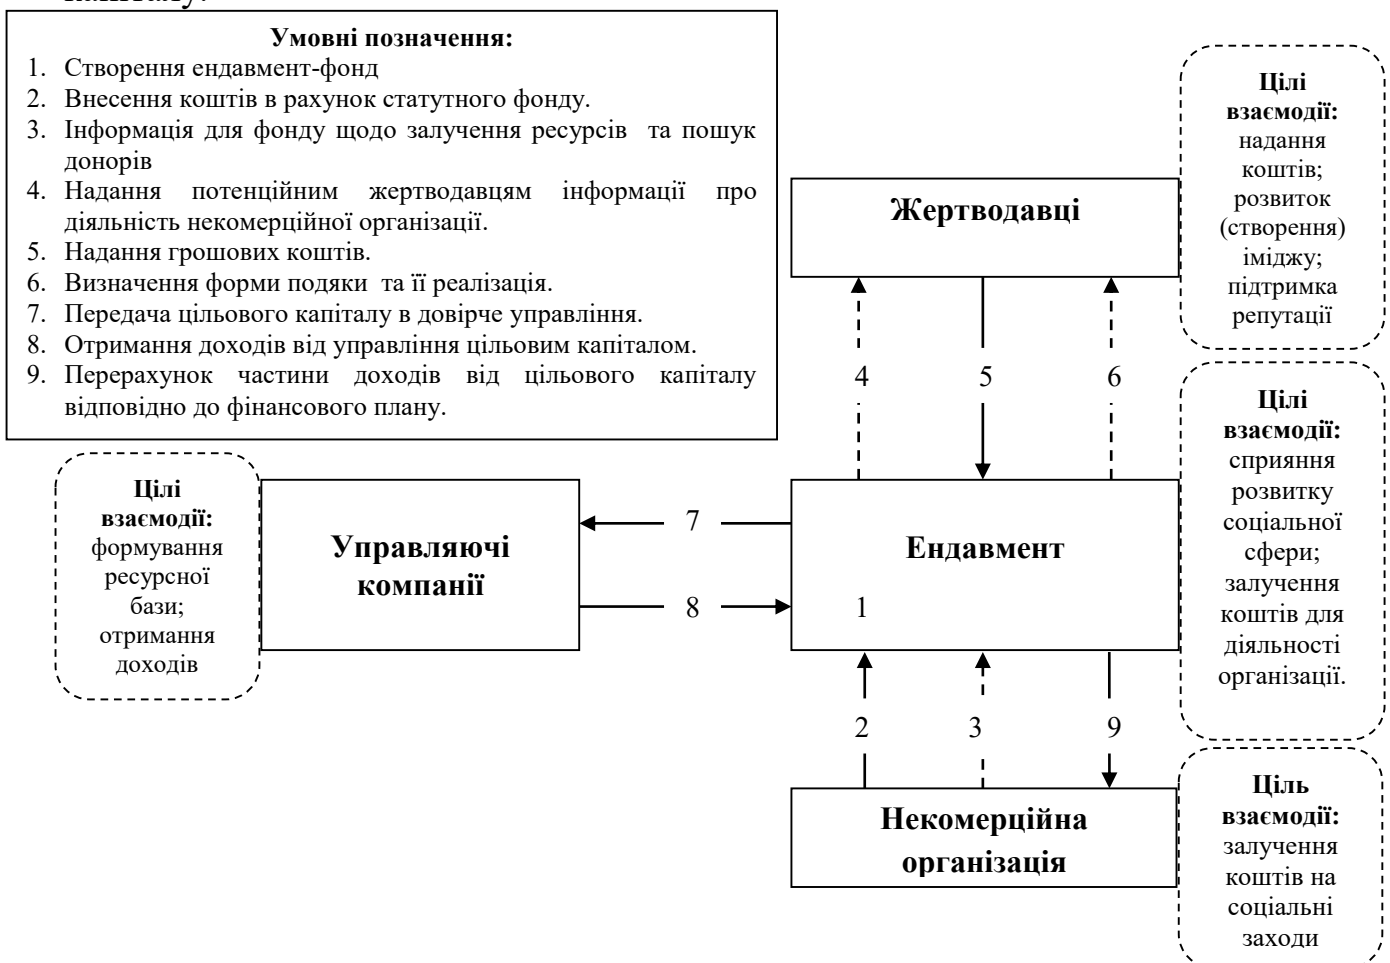 капіталу.
Умовні позначення:
1. Створення ендавмент-фонд
2. Внесення коштів в рахунок статутного фонду.
3. Інформація для фонду щодо залучення ресурсів та пошук
донорів
4. Надання потенційним жертводавцям інформації про
діяльність некомерційної організації.
5. Надання грошових коштів.
6. Визначення форми подяки та її реалізація.
7. Передача цільового капіталу в довірче управління.
8. Отримання доходів від управління цільовим капіталом.
9. Перерахунок частини доходів від цільового капіталу
відповідно до фінансового плану.
Жертводавці
Цілі
взаємодії:
надання
коштів;
розвиток
(створення)
іміджу;
підтримка
репутації
4
5
6
Цілі
взаємодії:
формування
ресурсної
бази;
отримання
доходів
Управляючі
компанії
7
8
Ендавмент
1
Цілі
взаємодії:
сприяння
розвитку
соціальної
сфери;
залучення
коштів для
діяльності
організації.
2
3
9
Некомерційна
організація
Ціль
взаємодії:
залучення
коштів на
соціальні
заходи